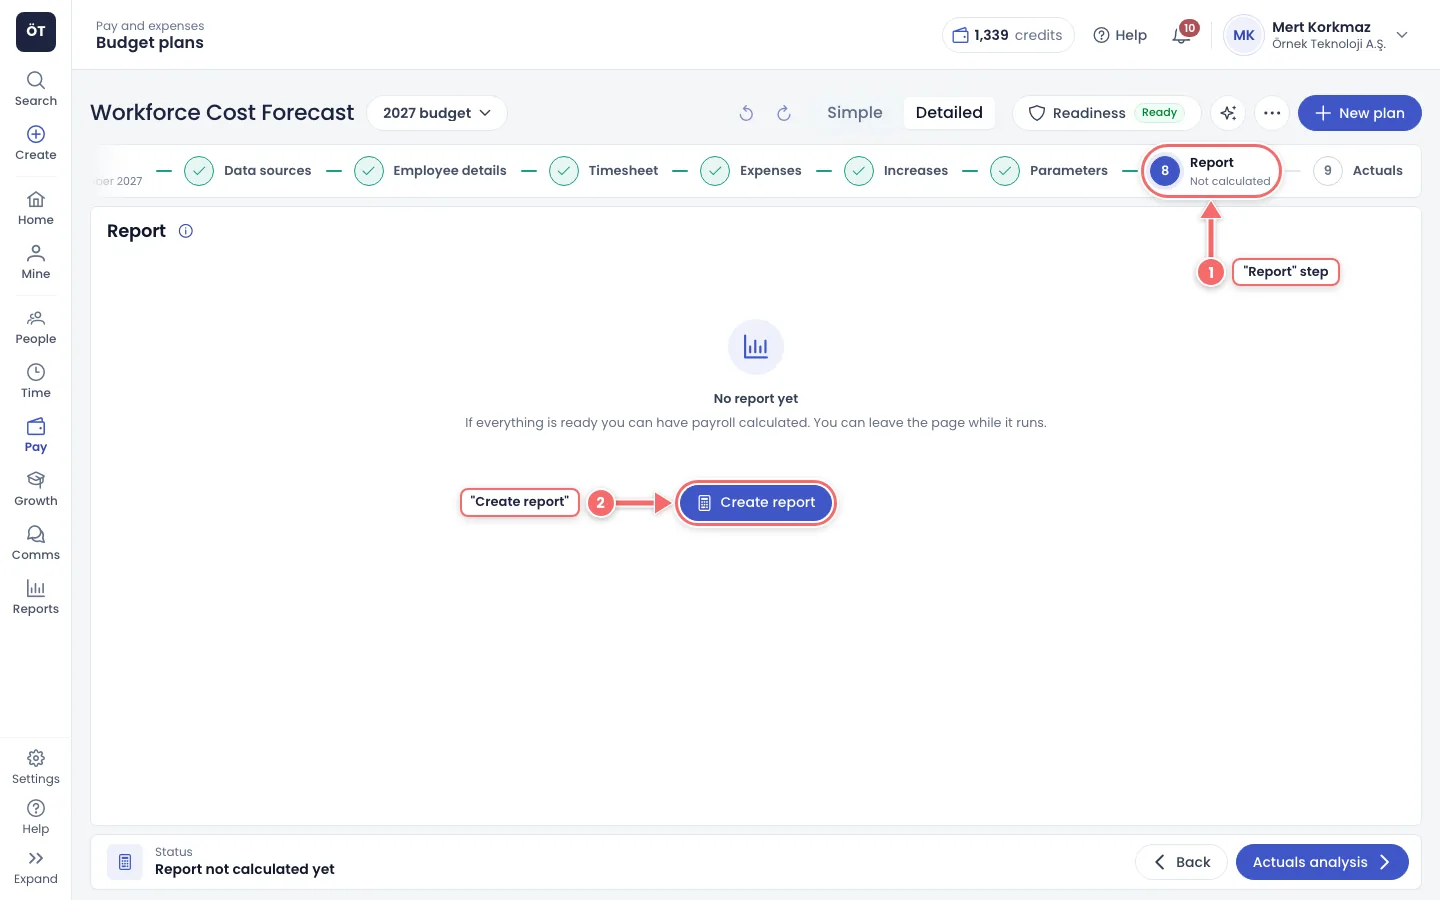 ÖT
Search
Create
Home
Mine
People
Time
Pay
Growth
Comms
Reports
Settings
Help
Expand
Pay and expenses
Budget plans
1,339 credits
Help
10
MK
Mert Korkmaz
Örnek Teknoloji A.Ş.
Workforce Cost Forecast
2027 budget
Simple
Detailed
Readiness
Ready
New plan
2027
Data sources
Employee details
Timesheet
Expenses
Increases
Parameters
8
Report
Not calculated
9
Actuals
Report
1
"Report" step
No report yet
If everything is ready you can have payroll calculated. You can leave the page while it runs.
"Create report"
2
Create report
Status
Report not calculated yet
Back
Actuals analysis